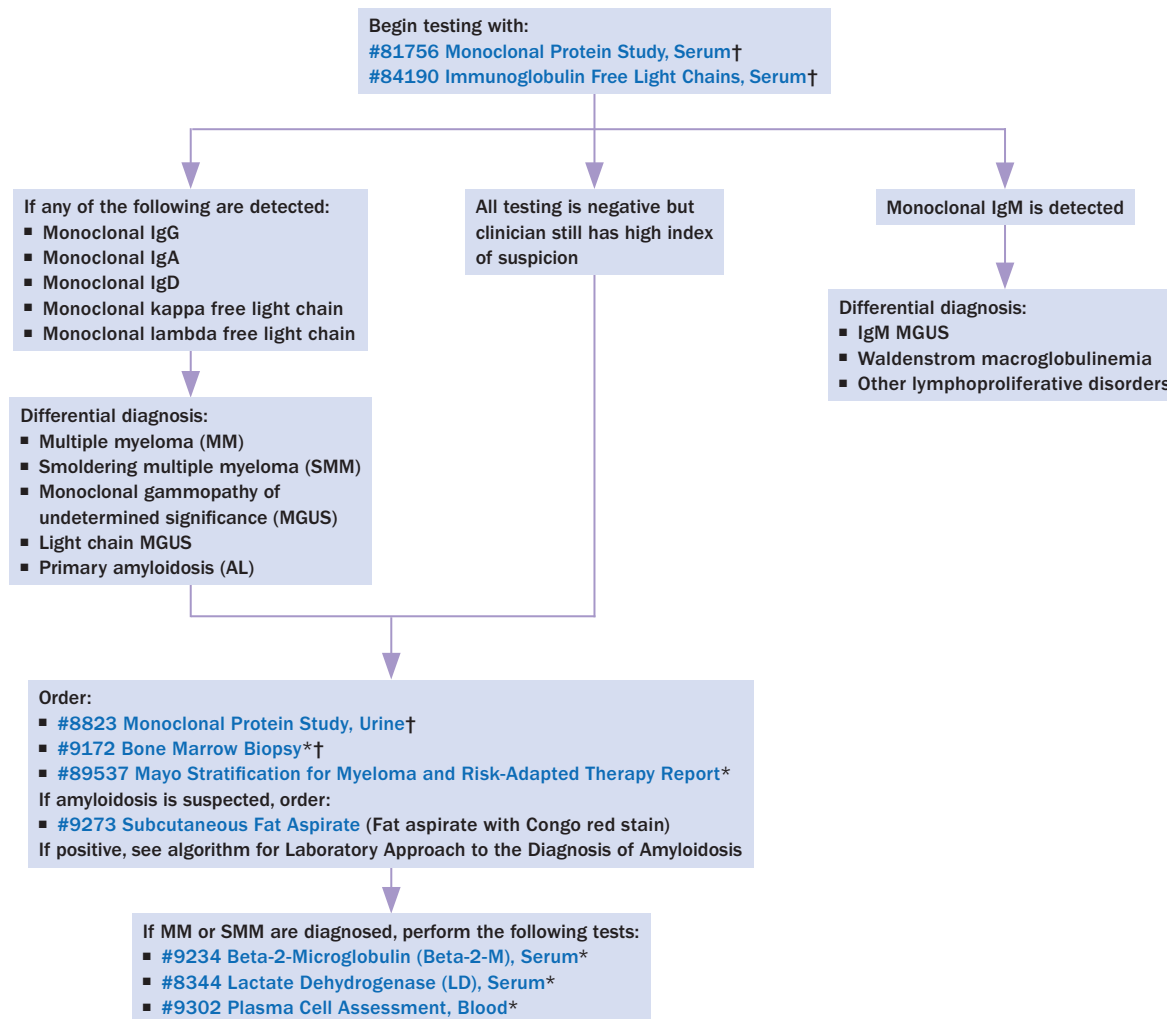 Begin testing with:
#81756 Monoclonal Protein Study, Serum†
#84190 Immunoglobulin Free Light Chains, Serum†
If any of the following are detected:
▪ Monoclonal IgG
▪ Monoclonal IgA
▪ Monoclonal IgD
▪ Monoclonal kappa free light chain
▪ Monoclonal lambda free light chain
All testing is negative but
clinician still has high index
of suspicion
Monoclonal IgM is detected
Differential diagnosis:
▪ IgM MGUS
▪ Waldenstrom macroglobulinemia
▪ Other lymphoproliferative disorders
Differential diagnosis:
▪ Multiple myeloma (MM)
▪ Smoldering multiple myeloma (SMM)
▪ Monoclonal gammopathy of
undetermined significance (MGUS)
▪ Light chain MGUS
▪ Primary amyloidosis (AL)
Order:
▪ #8823 Monoclonal Protein Study, Urine†
▪ #9172 Bone Marrow Biopsy*†
▪ #89537 Mayo Stratification for Myeloma and Risk-Adapted Therapy Report*
If amyloidosis is suspected, order:
▪ #9273 Subcutaneous Fat Aspirate (Fat aspirate with Congo red stain)
If positive, see algorithm for Laboratory Approach to the Diagnosis of Amyloidosis
If MM or SMM are diagnosed, perform the following tests:
▪ #9234 Beta-2-Microglobulin (Beta-2-M), Serum*
▪ #8344 Lactate Dehydrogenase (LD), Serum*
▪ #9302 Plasma Cell Assessment, Blood*